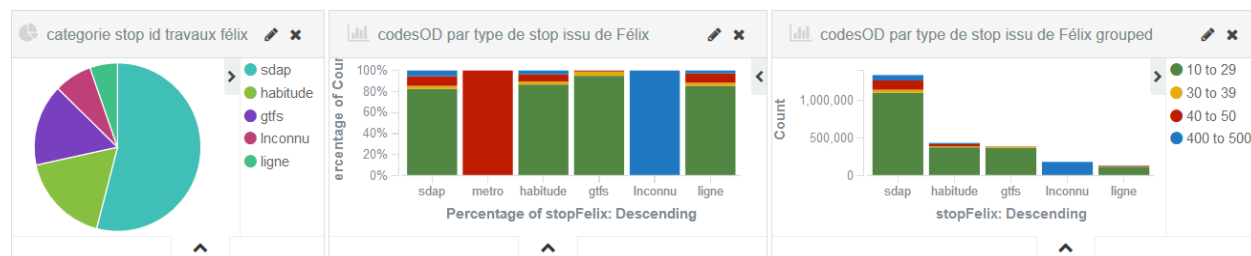 categorie stop id travaux félix
sdap
habitude
gtfs
Inconnu
ligne
codesOD par type de stop issu de Félix
ercentage of Cour
100%
80%
60%
40%
20%
0%
sdap metro habitude gtfs Inconnu ligne
Percentage of stopFelix: Descending
codesOD par type de stop issu de Félix grouped
Count
1,000,000
500,000
0
sdap habitude gtfs Inconnu ligne
stopFelix: Descending
10 to 29
30 to 39
40 to 50
400 to 500